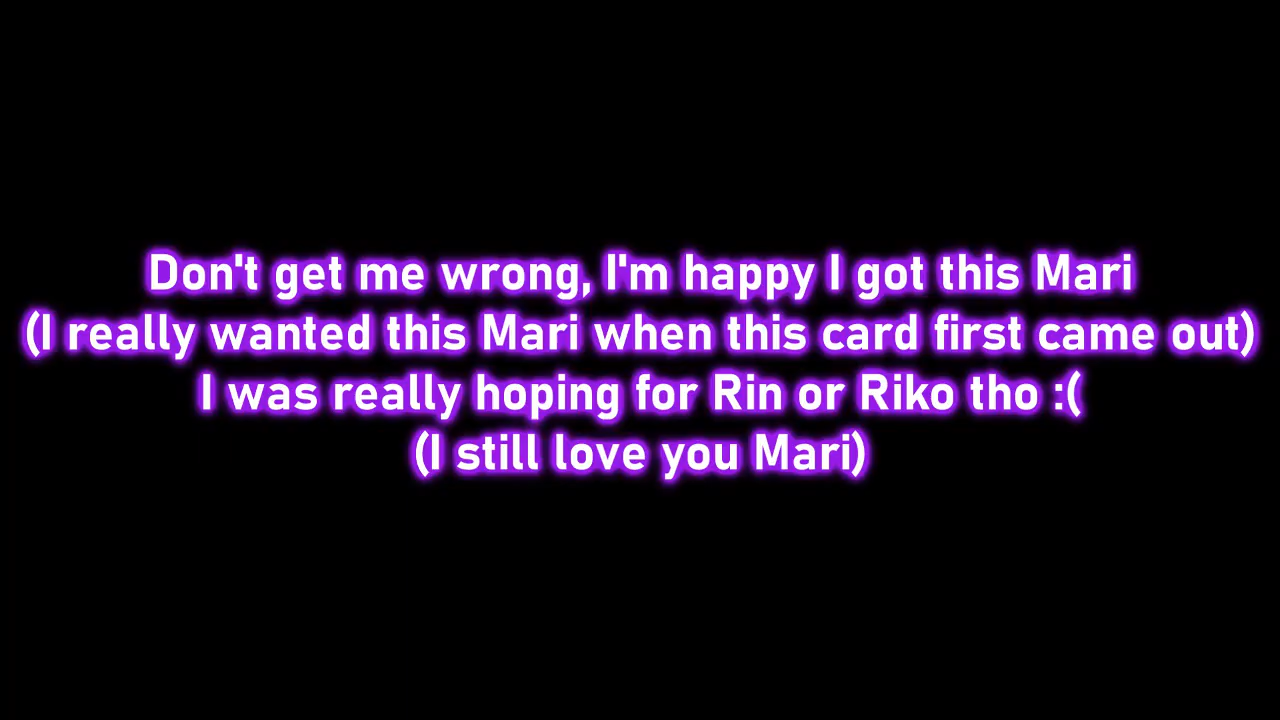 Don't get me wrong, I'm happy I got this Mari
(I really wanted this Mari when this card first came out)
I was really hoping for Rin or Riko tho :(
(I still love you Mari)